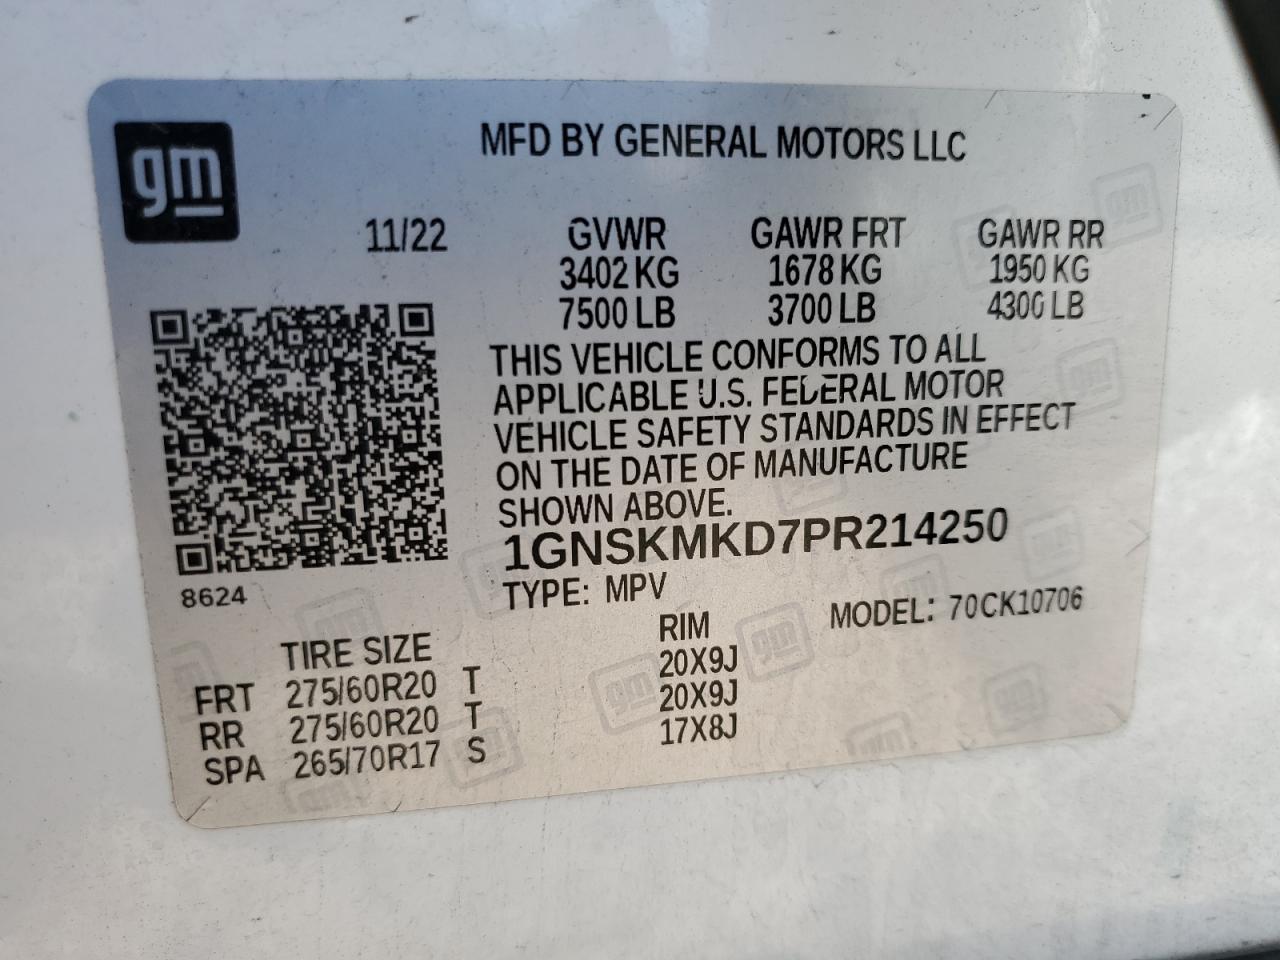 gm
MFD BY GENERAL MOTORS LLC
11/22 GVWR GAWR FRT GAWR RR
3402 KG 1678 KG 1950 KG
7500 LB 3700 LB 4300 LB
THIS VEHICLE CONFORMS TO ALL
APPLICABLE U.S. FEDERAL MOTOR
VEHICLE SAFETY STANDARDS IN EFFECT
ON THE DATE OF MANUFACTURE
SHOWN ABOVE.
1GNSKMKD7PR214250
8624
TYPE: MPV
MODEL: 70CK10706
TIRE SIZE RIM
FRT 275/60R20 T 20X9J
RR 275/60R20 T 20X9J
SPA 265/70R17 S 17X8J